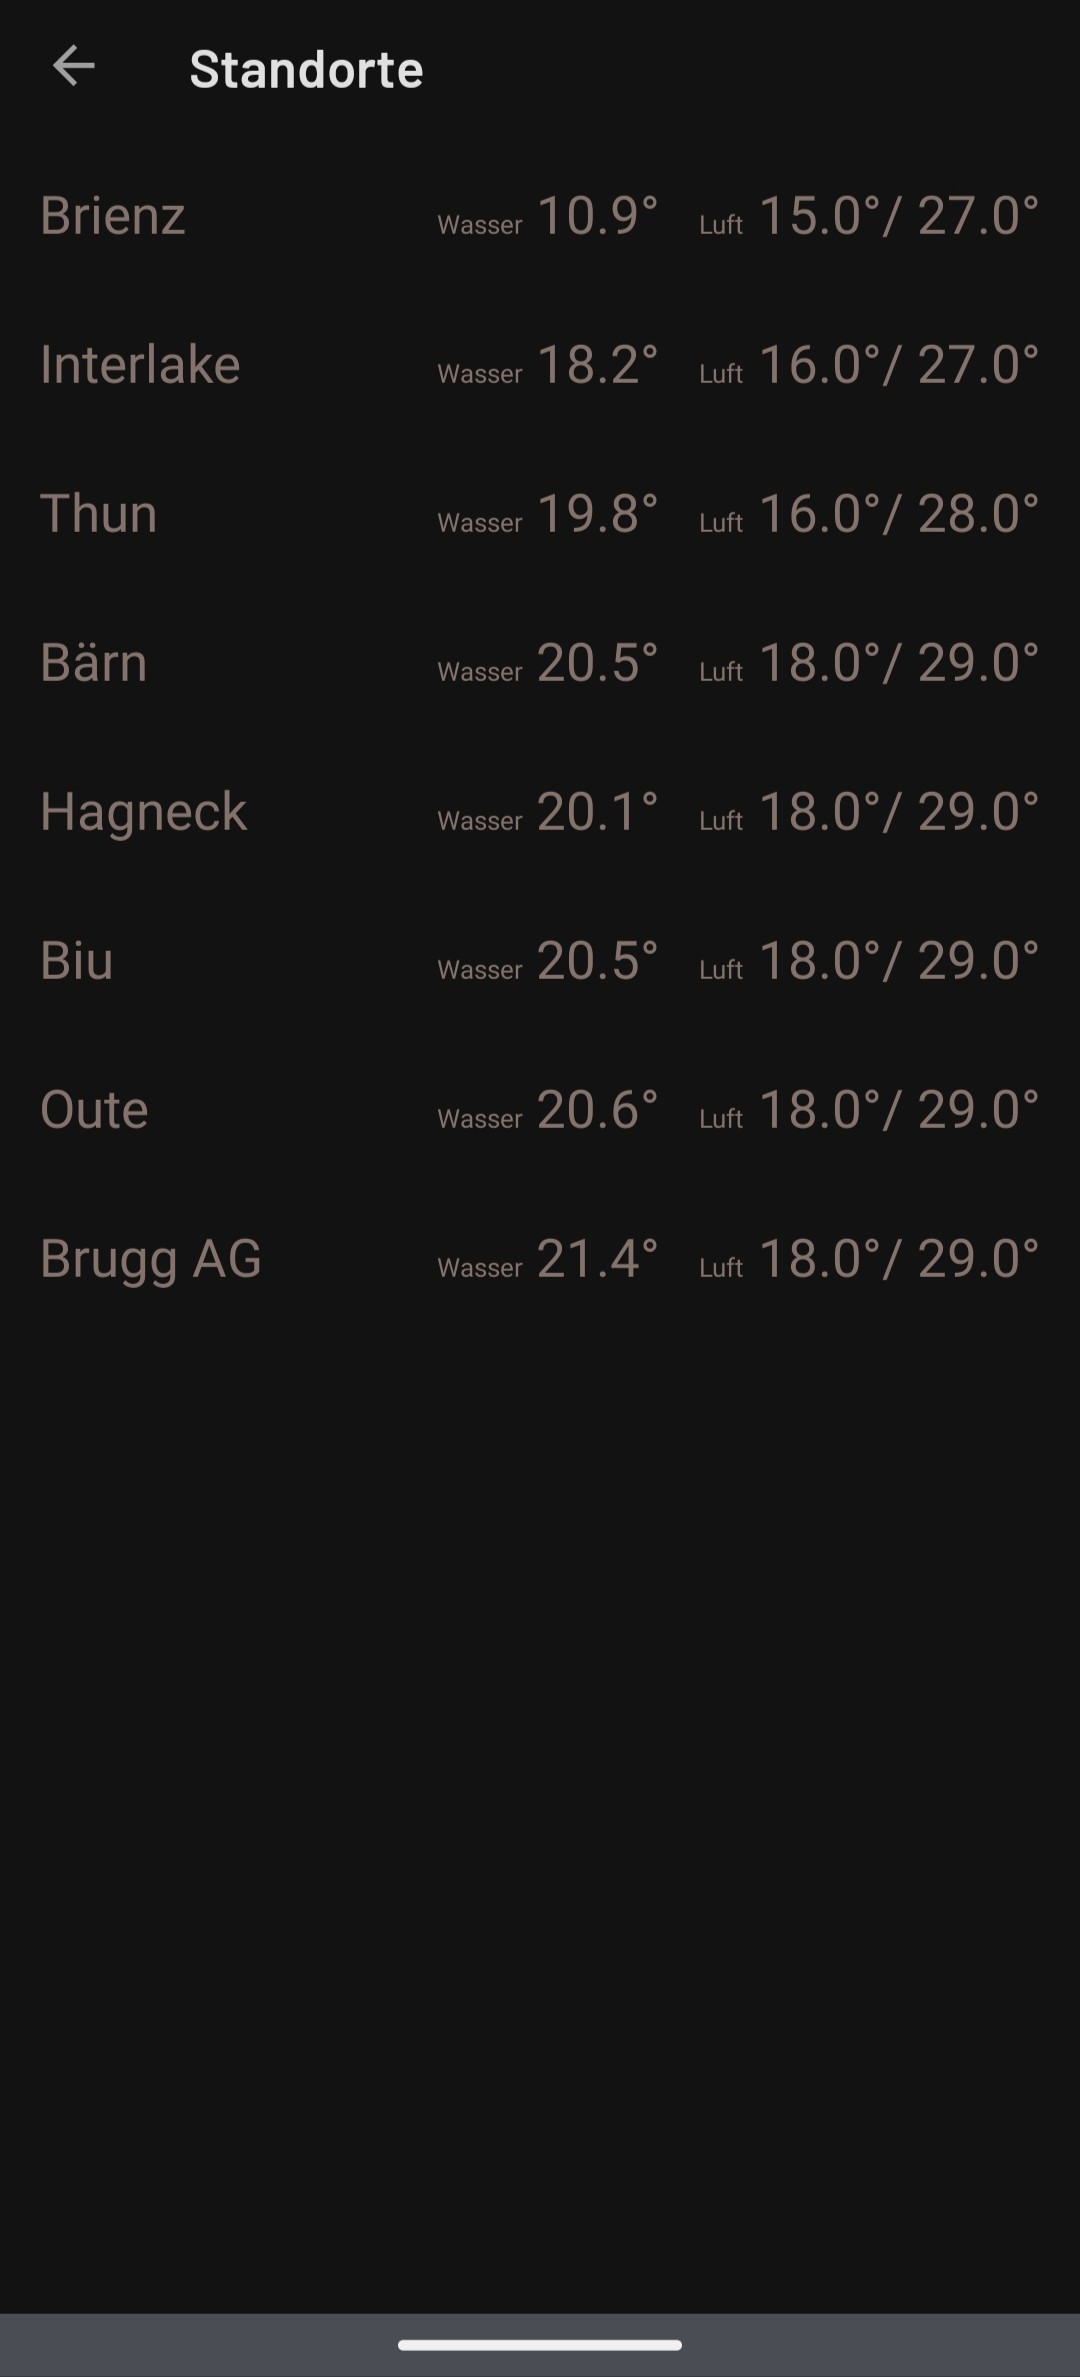 Standorte
Brienz Wasser 10.9° Luft 15.0°/ 27.0°
Interlake Wasser 18.2° Luft 16.0°/ 27.0°
Thun Wasser 19.8° Luft 16.0°/ 28.0°
Bärn Wasser 20.5° Luft 18.0°/ 29.0°
Hagneck Wasser 20.1° Luft 18.0°/ 29.0°
Biu Wasser 20.5° Luft 18.0°/ 29.0°
Oute Wasser 20.6° Luft 18.0°/ 29.0°
Brugg AG Wasser 21.4° Luft 18.0°/ 29.0°